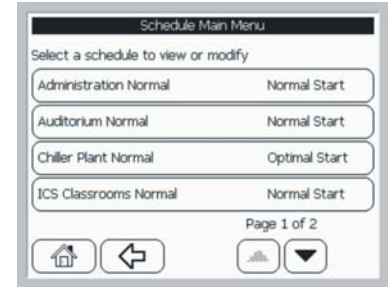 Schedule Main Menu
Select a schedule to view or modify
Administration Normal Normal Start
Auditorium Normal Normal Start
Chiller Plant Normal Optimal Start
ICS Classrooms Normal Normal Start
Page 1 of 2